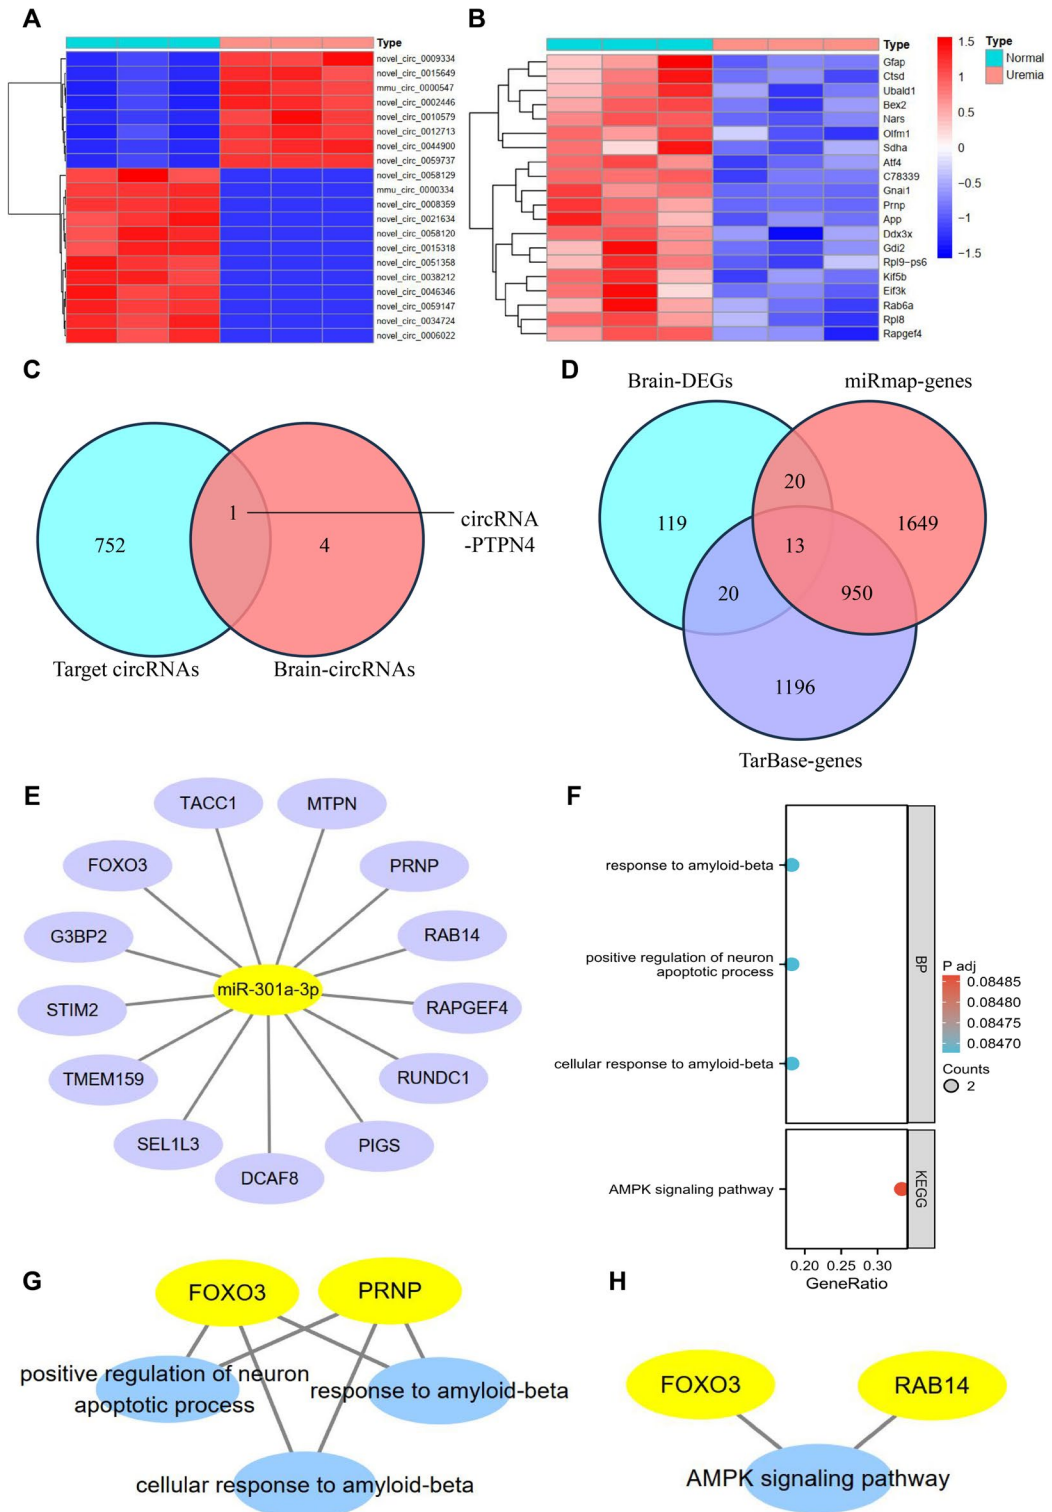 A
Type
novel_circ_0009334
novel_circ_0015649
mmu_circ_0000547
novel_circ_0002446
novel_circ_0010579
novel_circ_0012713
novel_circ_0044900
novel_circ_0059737
novel_circ_0058129
mmu_circ_0000334
novel_circ_0008359
novel_circ_0021634
novel_circ_0058120
novel_circ_0015318
novel_circ_0051358
novel_circ_0038212
novel_circ_0046346
novel_circ_0059147
novel_circ_0034724
novel_circ_0006022
B
Type
Gfap
Ctsd
Ubald1
Bex2
Nars
Olfm1
Sdha
Atf4
C78339
Gnai1
Prnp
App
Ddx3x
Gdi2
Rpl9-ps6
Kif5b
Eif3k
Rab6a
Rpl8
Rapgef4
1.5
1
0.5
0
−0.5
−1
−1.5
Type
Normal
Uremia
C
752
1
4
circRNA
-PTPN4
Target circRNAs
Brain-circRNAs
D
Brain-DEGs
miRmap-genes
20
119
1649
13
20
950
1196
TarBase-genes
E
TACC1
MTPN
FOXO3
PRNP
G3BP2
RAB14
miR-301a-3p
STIM2
RAPGEF4
TMEM159
RUNDC1
SEL1L3
PIGS
DCAF8
F
response to amyloid-beta
positive regulation of neuron
apoptotic process
cellular response to amyloid-beta
AMPK signaling pathway
BP
KEGG
0.20 0.25 0.30
GeneRatio
P adj
0.08485
0.08480
0.08475
0.08470
Counts
2
G
FOXO3
PRNP
positive regulation of neuron
apoptotic process
response to amyloid-beta
cellular response to amyloid-beta
H
FOXO3
RAB14
AMPK signaling pathway